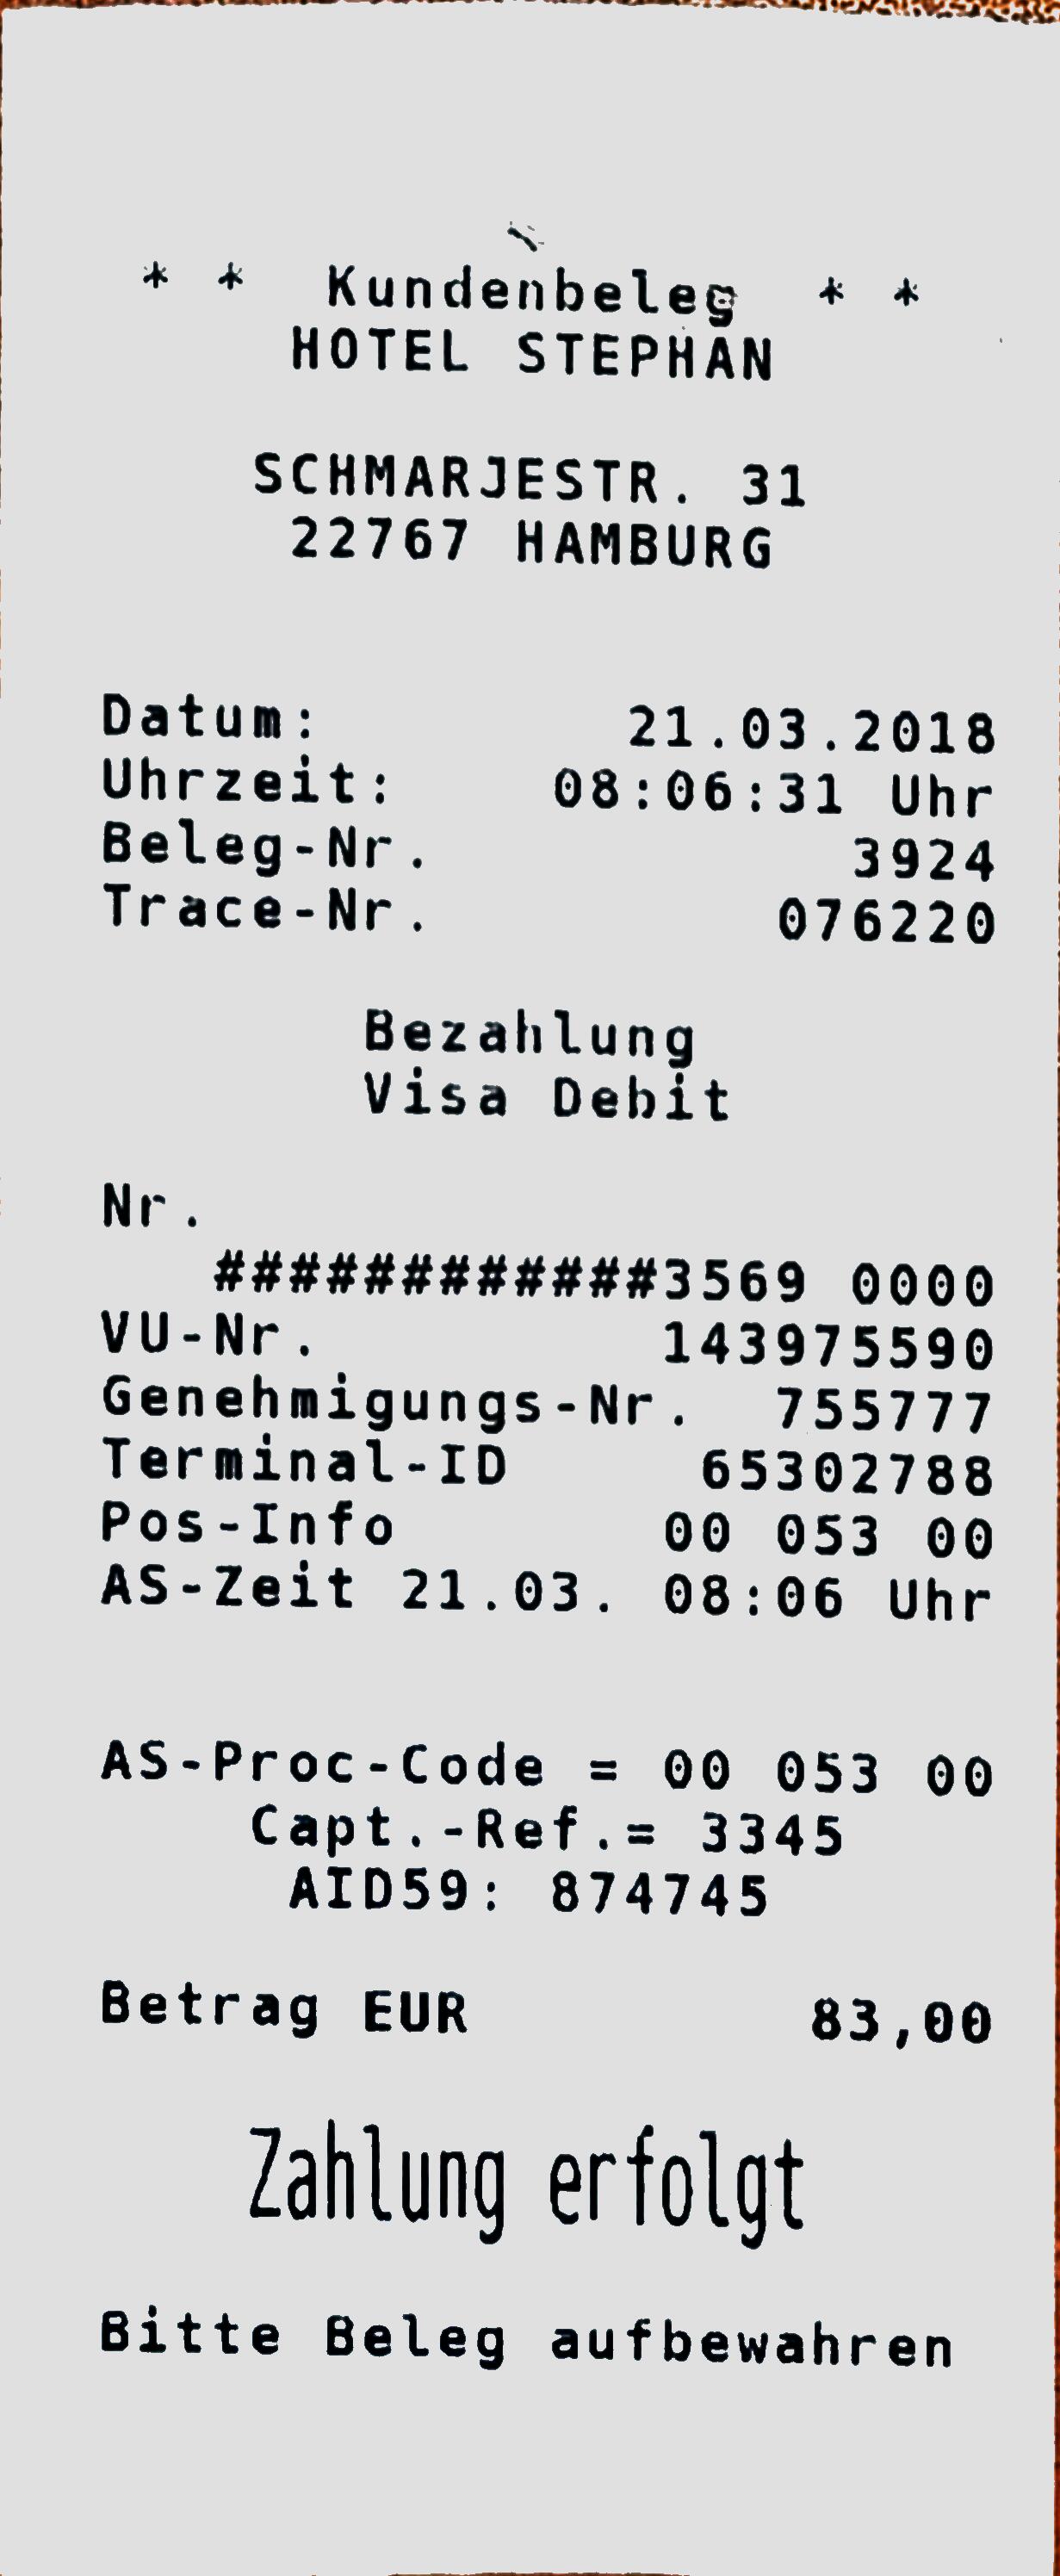 * * Kundenbeleg * *
HOTEL STEPHAN
SCHMARJESTR. 31
22767 HAMBURG
Datum: 21.03.2018
Uhrzeit: 08:06:31 Uhr
Beleg-Nr. 3924
Trace-Nr. 076220
Bezahlung
Visa Debit
Nr.
############3569 0000
VU-Nr. 143975590
Genehmigungs-Nr. 755777
Terminal-ID 65302788
Pos-Info 00 053 00
AS-Zeit 21.03. 08:06 Uhr
AS-Proc-Code = 00 053 00
Capt.-Ref.= 3345
AID59: 874745
Betrag EUR 83,00
Zahlung erfolgt
Bitte Beleg aufbewahren